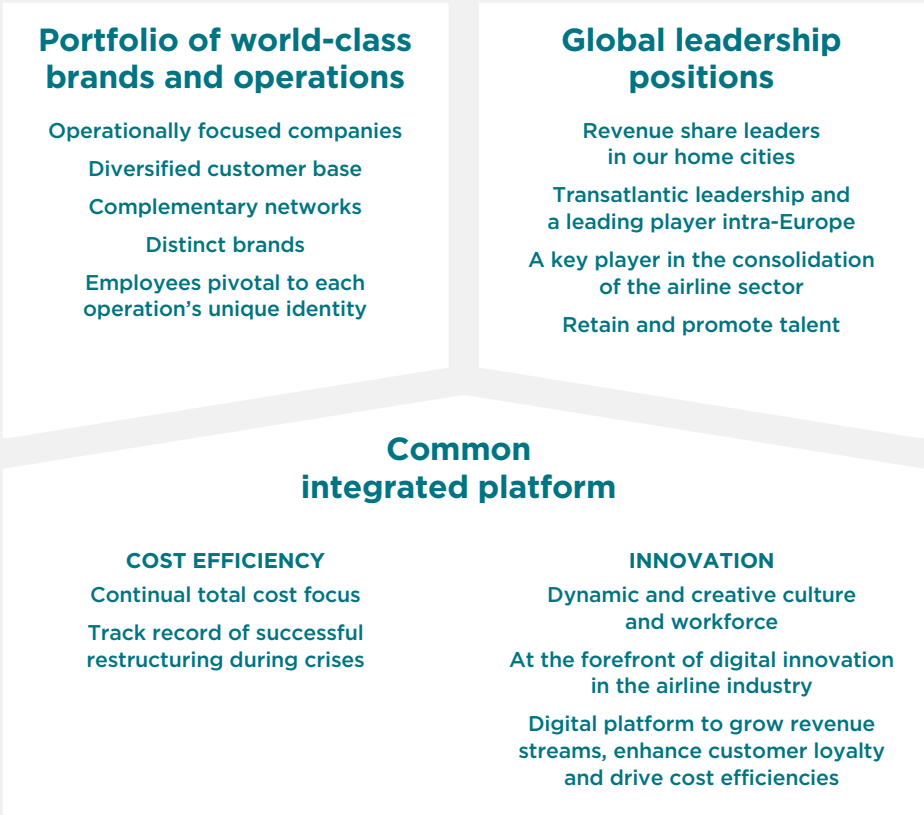 Portfolio of world-class
brands and operations
Operationally focused companies
Diversified customer base
Complementary networks
Distinct brands
Employees pivotal to each
operation’s unique identity
Global leadership
positions
Revenue share leaders
in our home cities
Transatlantic leadership and
a leading player intra-Europe
A key player in the consolidation
of the airline sector
Retain and promote talent
Common
integrated platform
COST EFFICIENCY
Continual total cost focus
Track record of successful
restructuring during crises
INNOVATION
Dynamic and creative culture
and workforce
At the forefront of digital innovation
in the airline industry
Digital platform to grow revenue
streams, enhance customer loyalty
and drive cost efficiencies